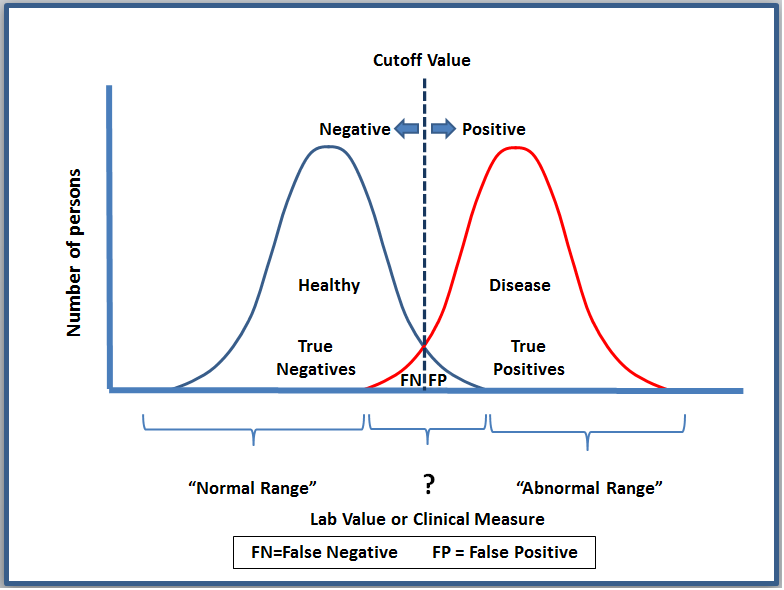 Cutoff Value
Negative Positive
Number of persons
Healthy Disease
True
Negatives
True
Positives
FN FP
“Normal Range” ? “Abnormal Range”
Lab Value or Clinical Measure
FN=False Negative FP = False Positive